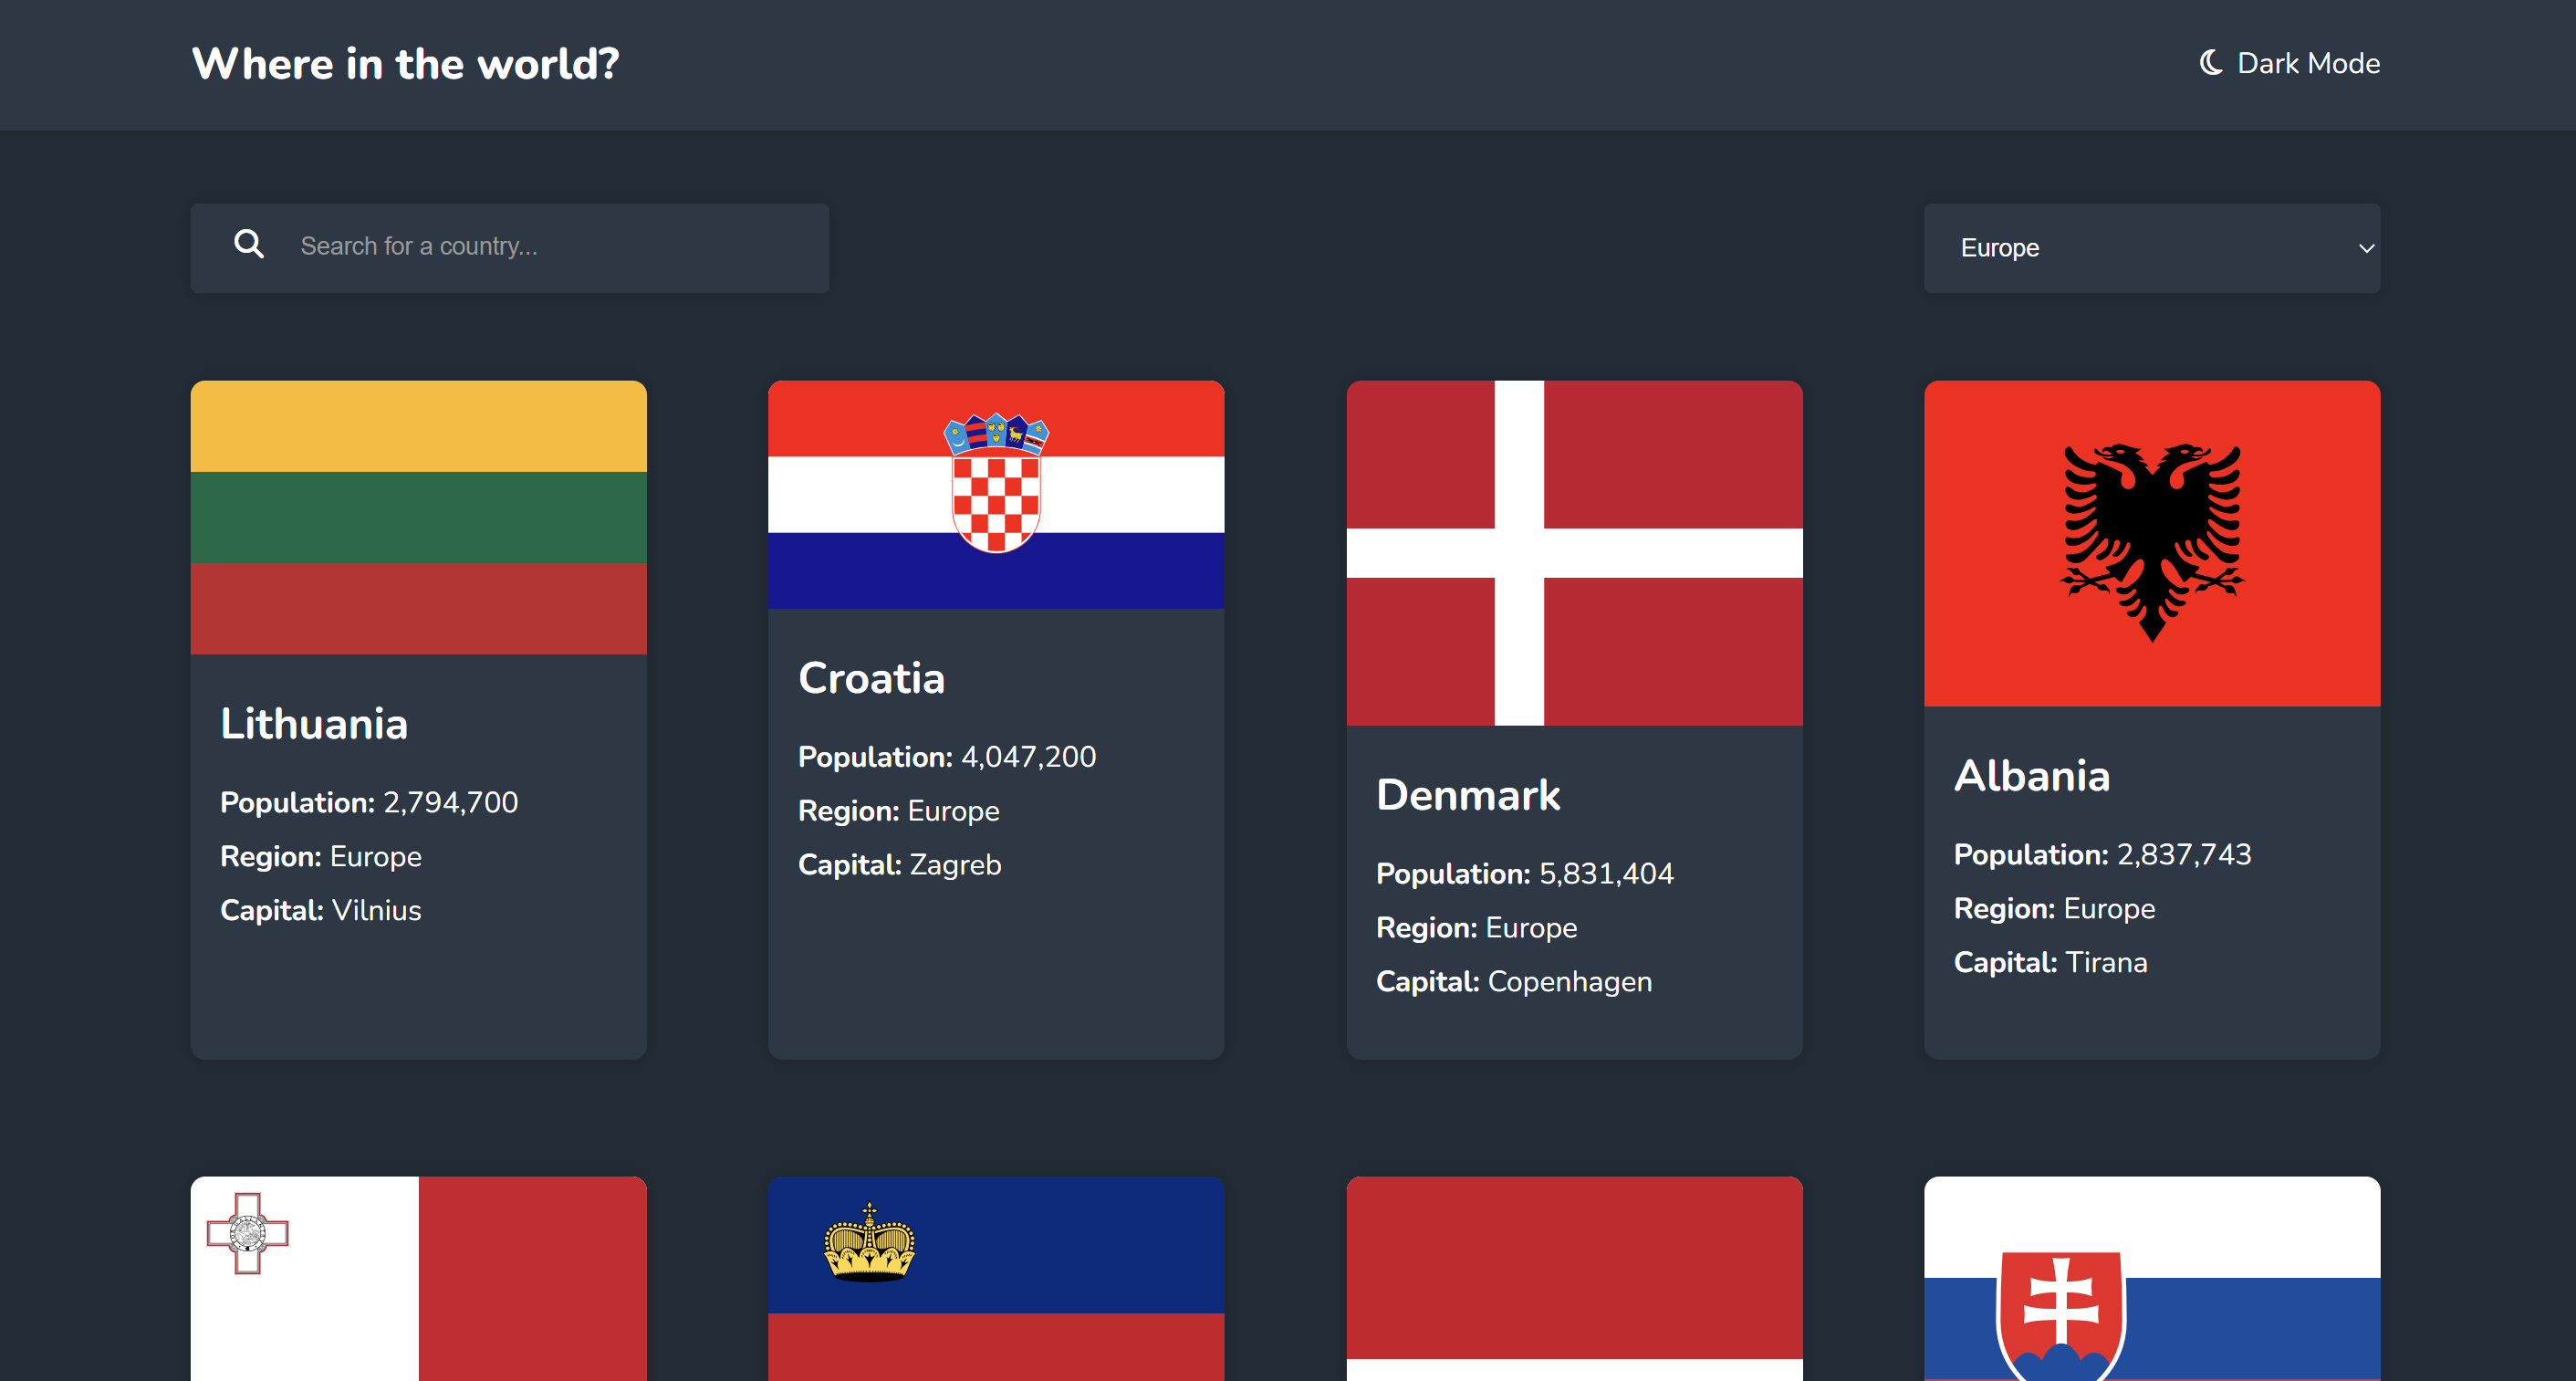 Where in the world?
Dark Mode
Search for a country...
Europe
Lithuania
Population: 2,794,700
Region: Europe
Capital: Vilnius
Croatia
Population: 4,047,200
Region: Europe
Capital: Zagreb
Denmark
Population: 5,831,404
Region: Europe
Capital: Copenhagen
Albania
Population: 2,837,743
Region: Europe
Capital: Tirana